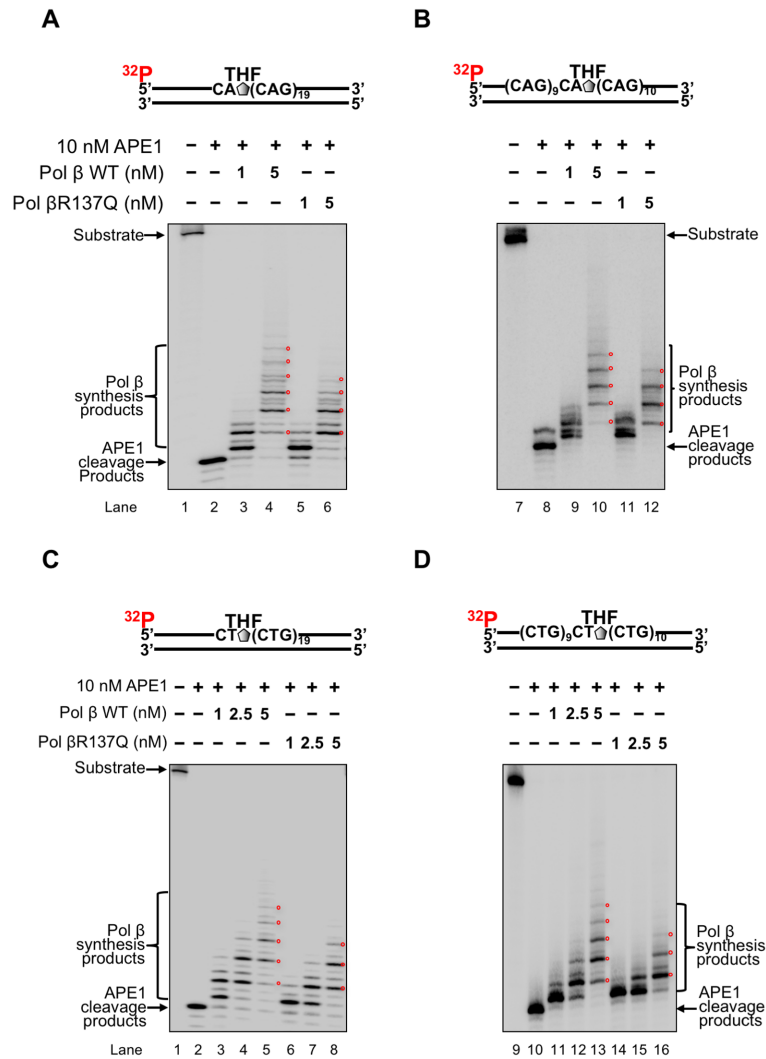 A
32P
THF
5’ CA (CAG)19 3’
3’ 5’
10 nM APE1 – + + + + +
Pol β WT (nM) – – 1 5 – –
Pol βR137Q (nM) – – – – 1 5
Substrate
Pol β
synthesis
products
APE1
cleavage
Products
Lane 1 2 3 4 5 6
B
32P
THF
5’ (CAG)9CA (CAG)10 3’
3’ 5’
– + + + + +
– – 1 5 – –
– – – – 1 5
Substrate
Pol β
synthesis
products
APE1
cleavage
products
7 8 9 10 11 12
C
32P
THF
5’ CT (CTG)19 3’
3’ 5’
10 nM APE1 – + + + + + + +
Pol β WT (nM) – – 1 2.5 5 – – –
Pol βR137Q (nM) – – – – – 1 2.5 5
Substrate
Pol β
synthesis
products
APE1
cleavage
products
Lane 1 2 3 4 5 6 7 8
D
32P
THF
5’ (CTG)9CT (CTG)10 3’
3’ 5’
– + + + + + + +
– – 1 2.5 5 – – –
– – – – – 1 2.5 5
Pol β
synthesis
products
APE1
cleavage
products
9 10 11 12 13 14 15 16